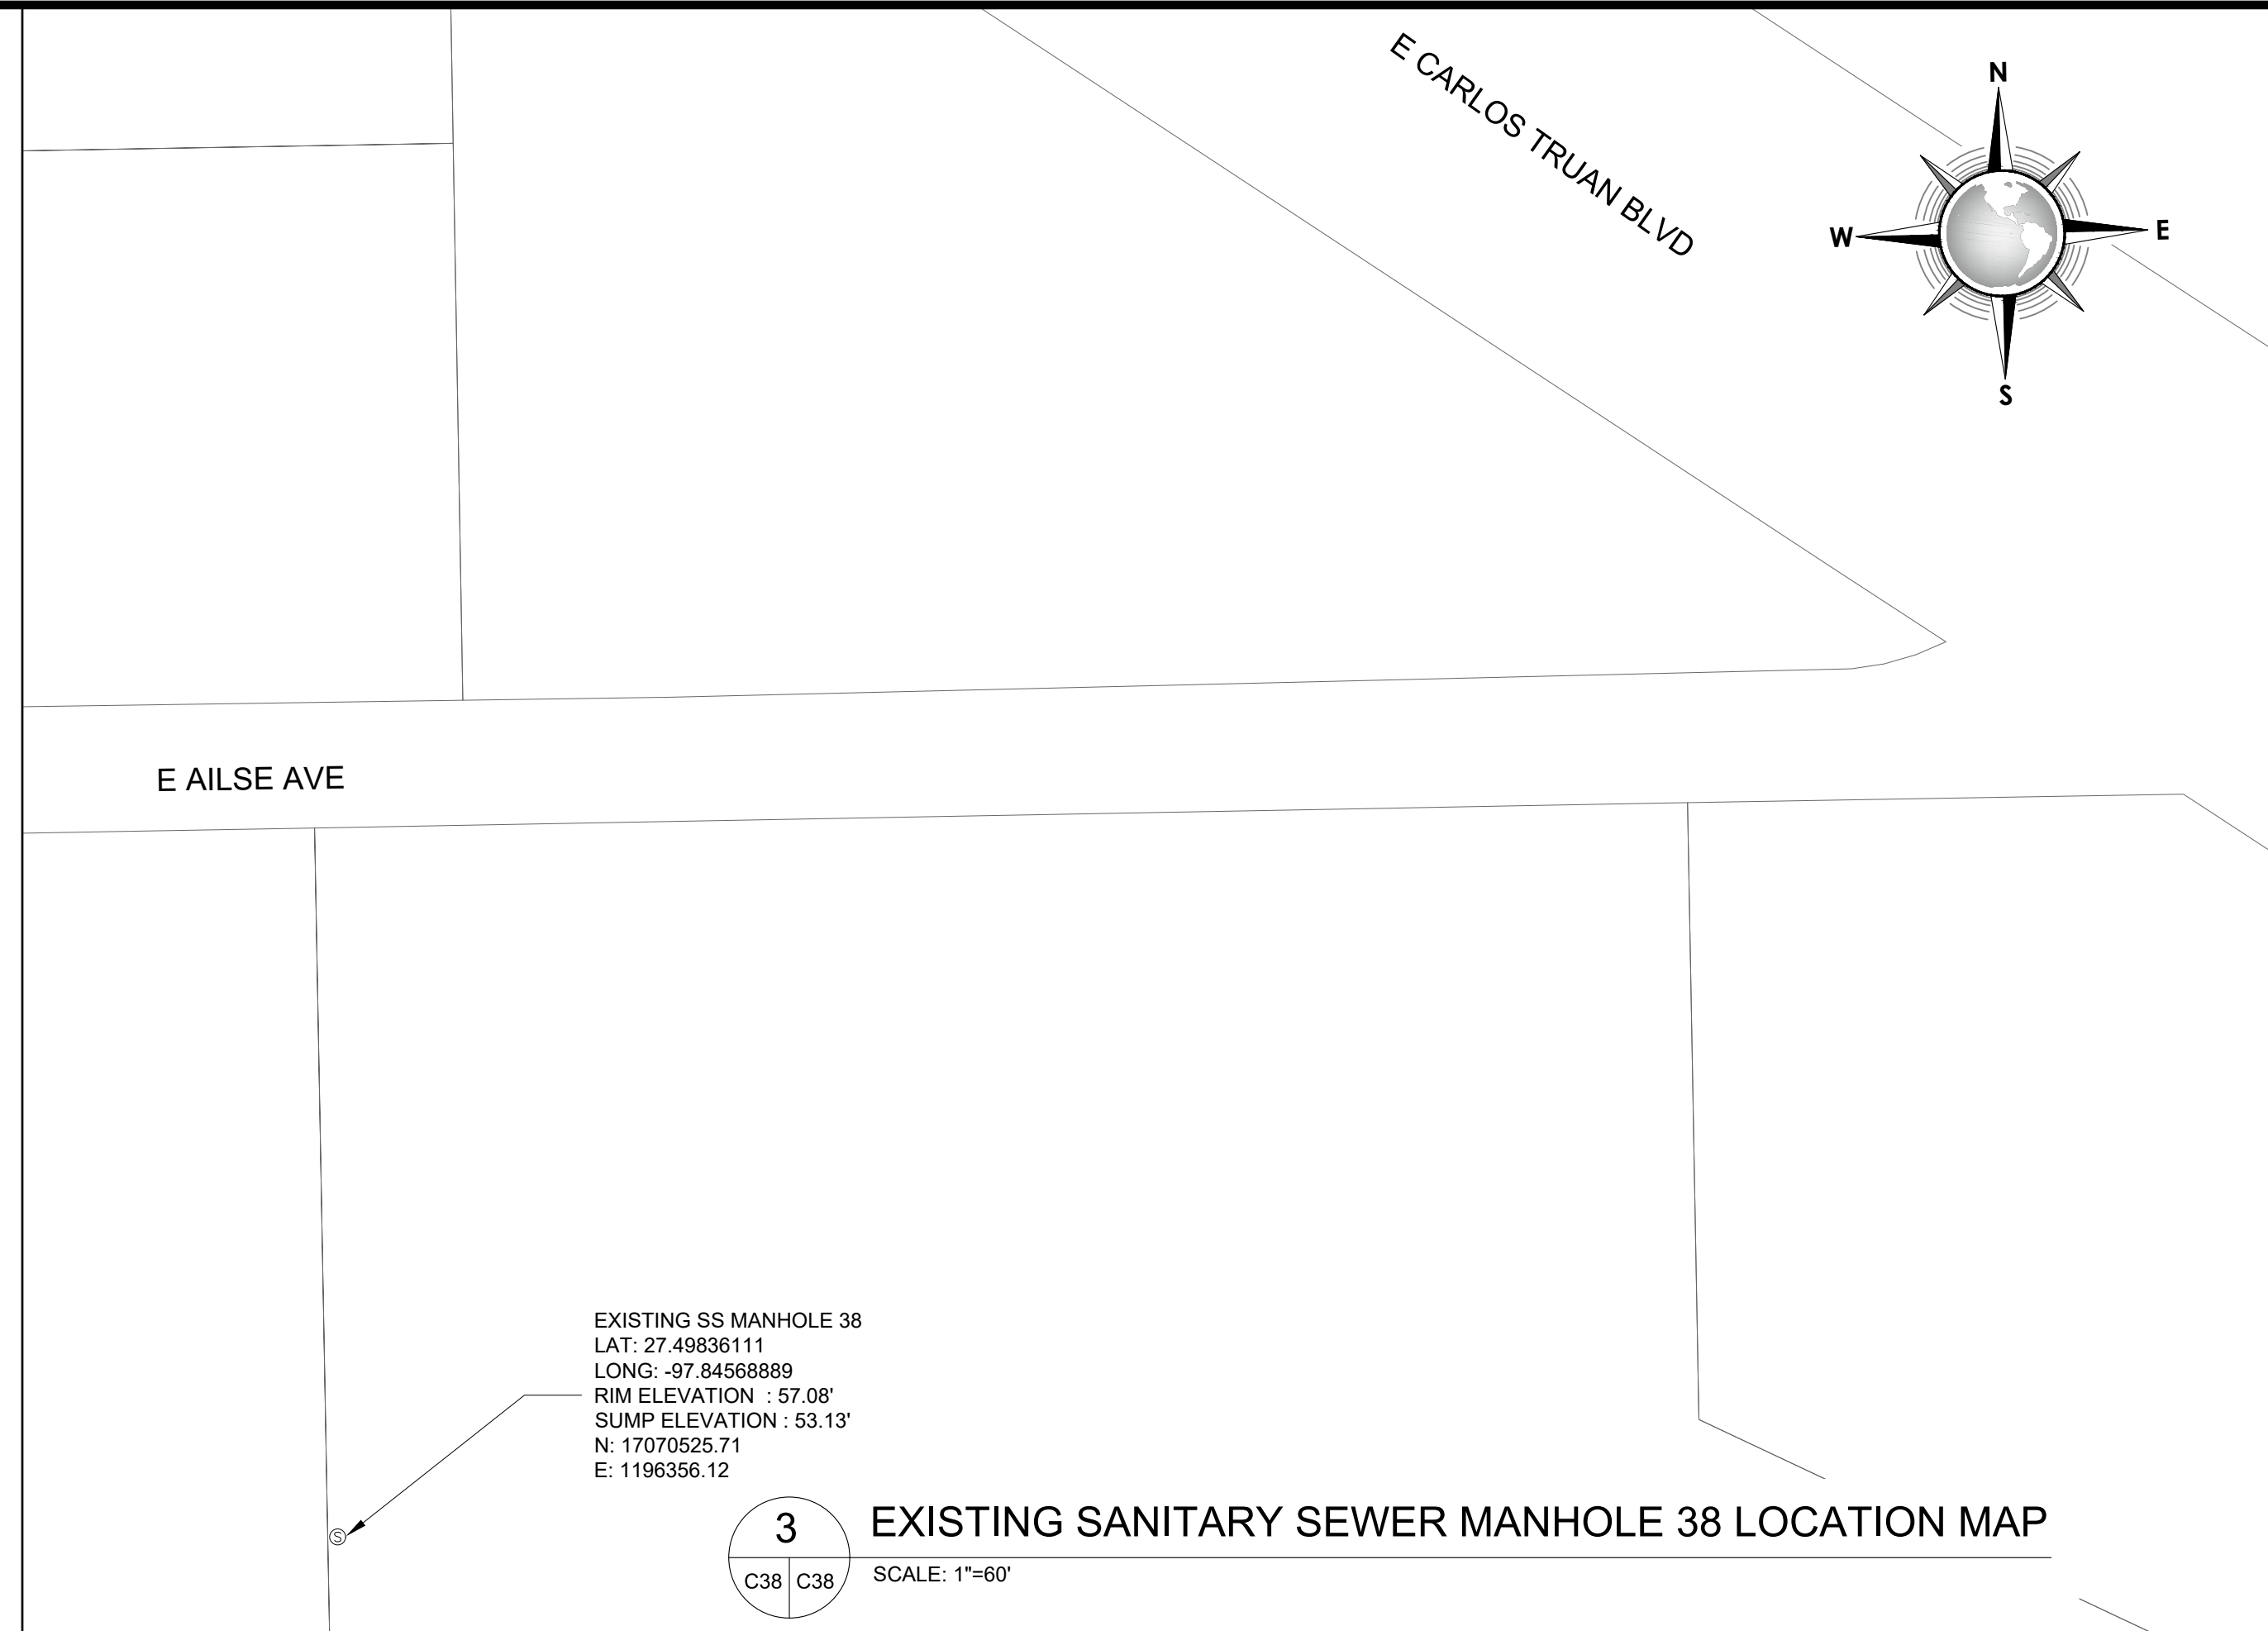 E CARLOS TRUAN BLVD
N
W
E
S
E AILSE AVE
EXISTING SS MANHOLE 38
LAT: 27.49836111
LONG: -97.84568889
RIM ELEVATION : 57.08'
SUMP ELEVATION : 53.13'
N: 17070525.71
E: 1196356.12
S
3
EXISTING SANITARY SEWER MANHOLE 38 LOCATION MAP
C38 C38
SCALE: 1"=60'